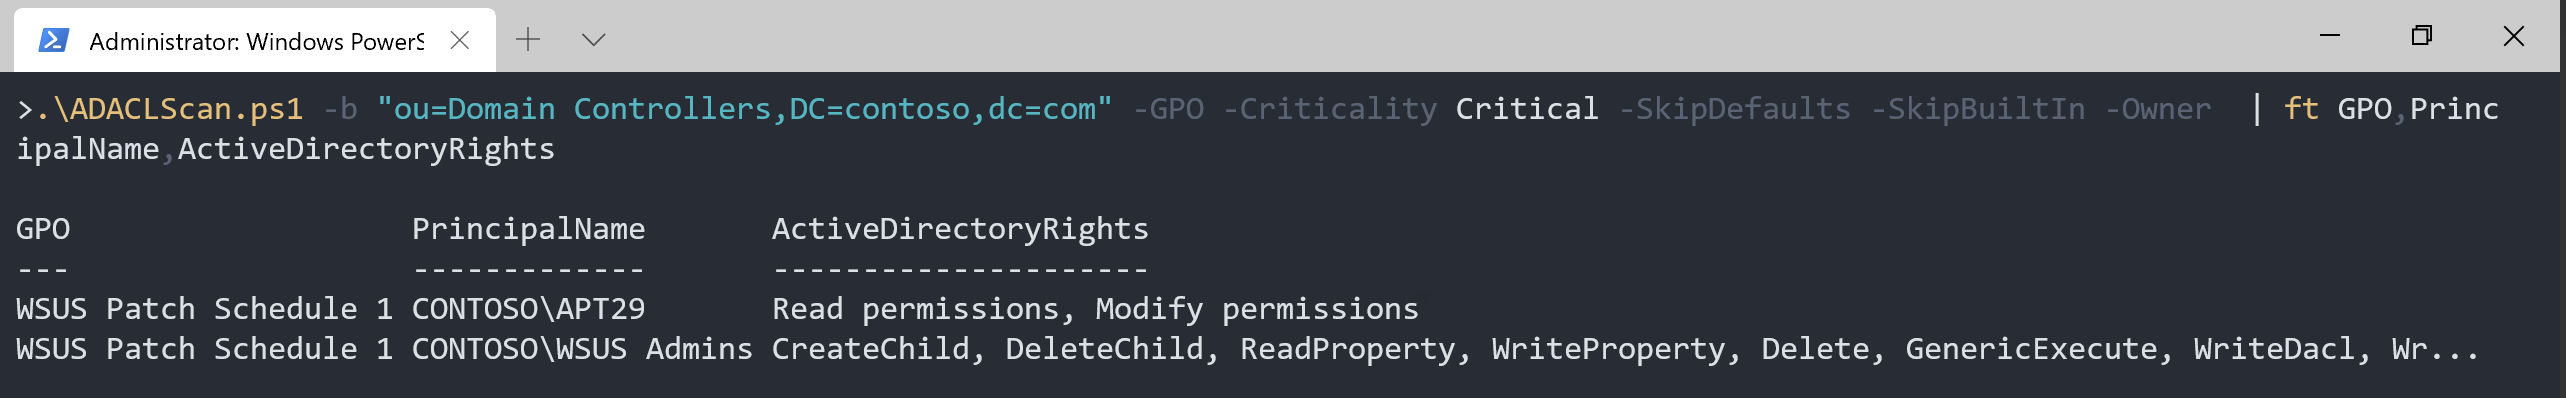 Administrator: Windows PowerS
>.\ADACLScan.ps1 -b "ou=Domain Controllers,DC=contoso,dc=com" -GPO -Criticality Critical -SkipDefaults -SkipBuiltIn -Owner  | ft GPO,Princ
ipalName,ActiveDirectoryRights
GPO                   PrincipalName       ActiveDirectoryRights
---                   -------------       ---------------------
WSUS Patch Schedule 1 CONTOSO\APT29       Read permissions, Modify permissions
WSUS Patch Schedule 1 CONTOSO\WSUS Admins CreateChild, DeleteChild, ReadProperty, WriteProperty, Delete, GenericExecute, WriteDacl, Wr...